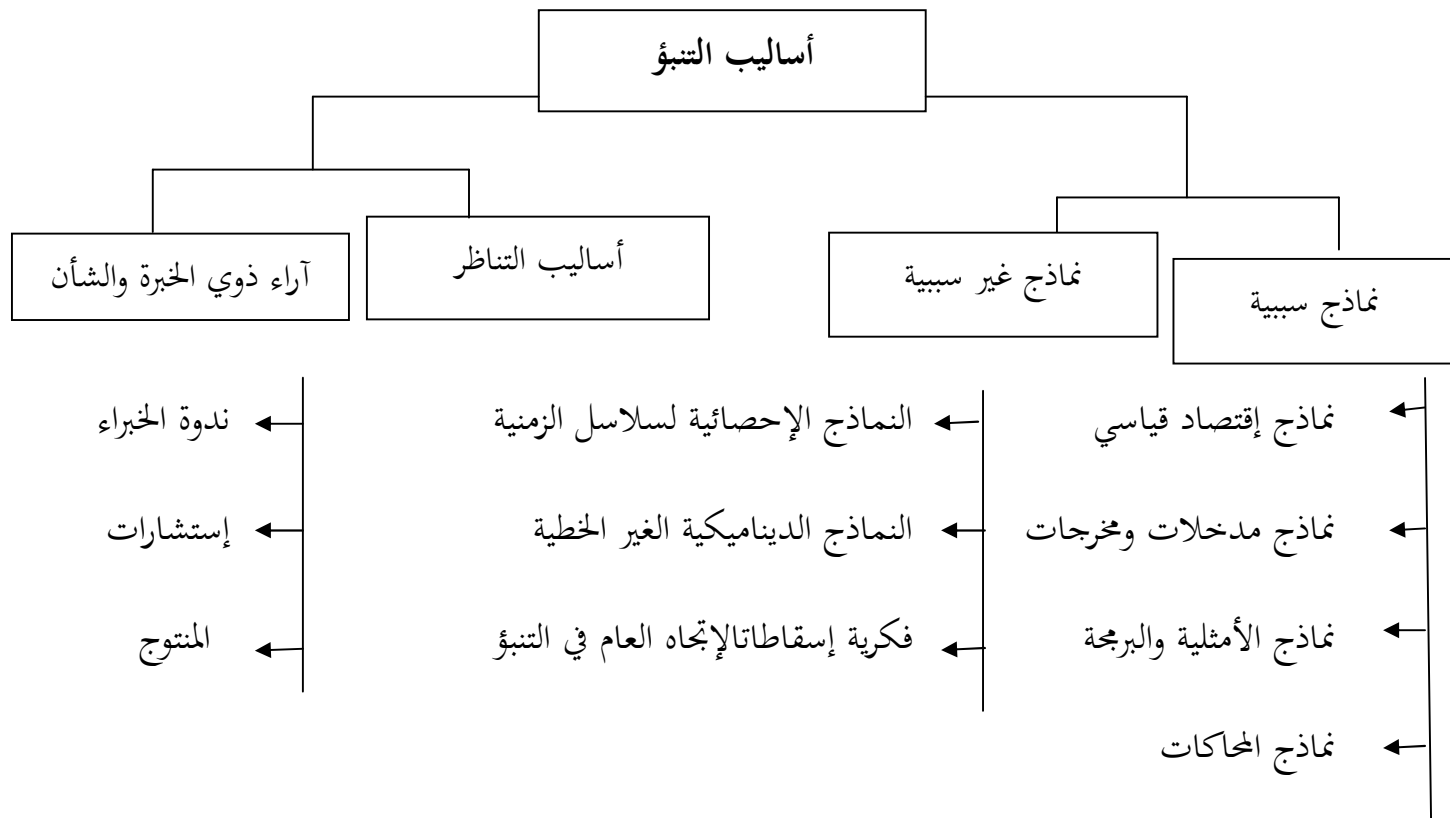 أساليب التنبؤ
نماذج سببية
نماذج غير سببية
أساليب التناظر
آراء ذوي الخبرة والشأن
نماذج إقتصاد قياسي
نماذج مدخلات ومخرجات
نماذج الأمثلية والبرمجة
نماذج المحاكات
النماذج الإحصائية لسلاسل الزمنية
النماذج الديناميكية الغير الخطية
فكرية إسقاطاتالإتجاه العام في التنبؤ
ندوة الخبراء
إستشارات
المنتوج